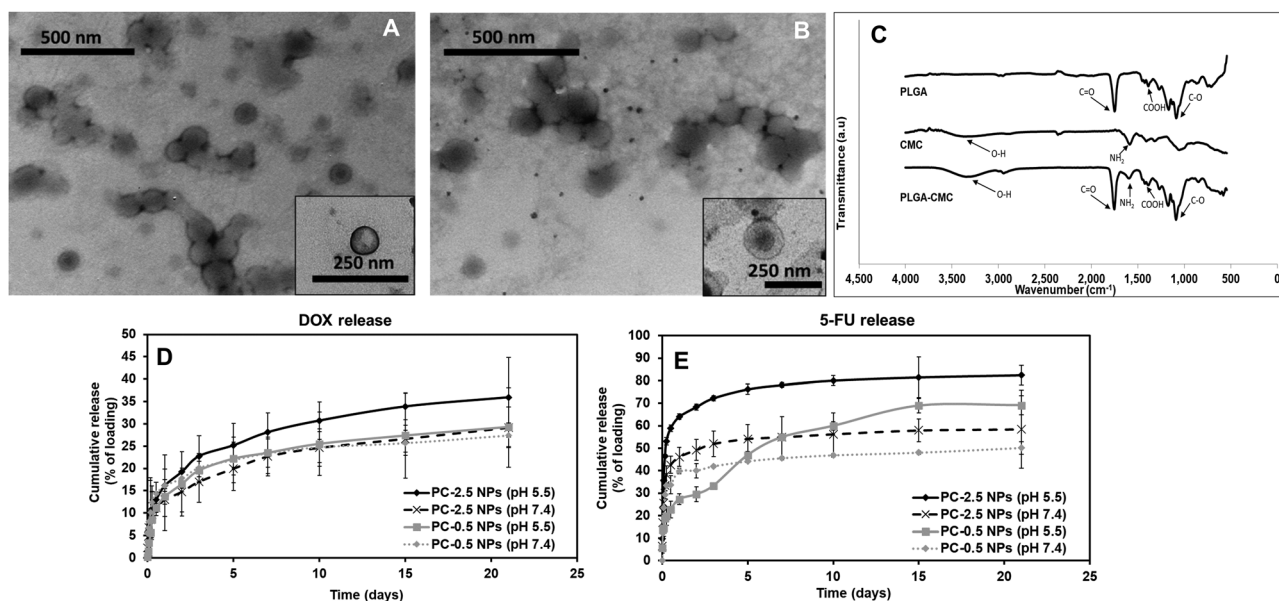 A
500 nm
250 nm
B
500 nm
250 nm
C
Transmittance (a.u)
PLGA
C=O
COOH
C-O
CMC
O-H
NH₂
PLGA-CMC
O-H
C=O
NH₂
COOH
C-O
4,500 4,000 3,500 3,000 2,500 2,000 1,500 1,000 500 0
Wavenumber (cm⁻¹)
DOX release
D
Cumulative release
(% of loading)
50
45
40
35
30
25
20
15
10
5
0
PC-2.5 NPs (pH 5.5)
PC-2.5 NPs (pH 7.4)
PC-0.5 NPs (pH 5.5)
PC-0.5 NPs (pH 7.4)
0 5 10 15 20 25
Time (days)
5-FU release
E
Cumulative release
(% of loading)
100
90
80
70
60
50
40
30
20
10
0
PC-2.5 NPs (pH 5.5)
PC-2.5 NPs (pH 7.4)
PC-0.5 NPs (pH 5.5)
PC-0.5 NPs (pH 7.4)
0 5 10 15 20 25
Time (days)